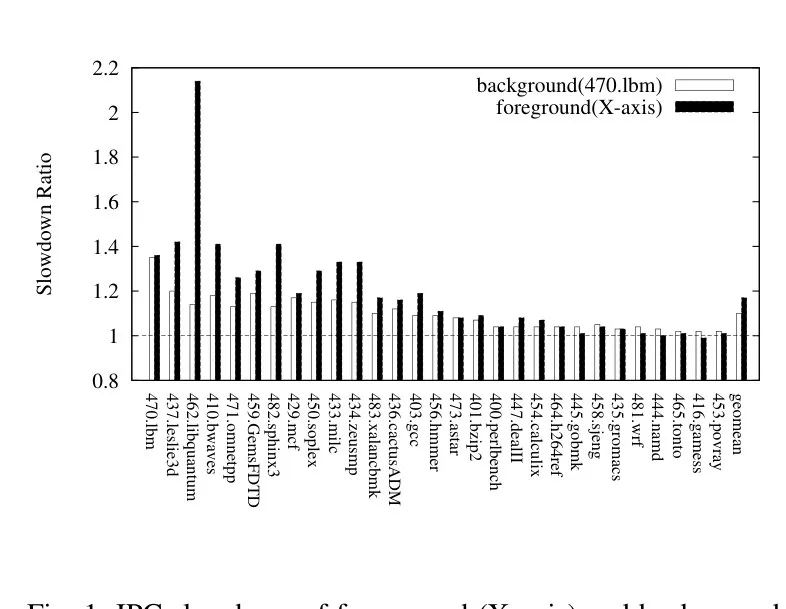 2.2
2
1.8
1.6
1.4
1.2
1
0.8
Slowdown Ratio
background(470.lbm)
foreground(X-axis)
470.lbm
437.leslie3d
462.libquantum
410.bwaves
471.omnetpp
459.GemsFDTD
482.sphinx3
429.mcf
450.soplex
433.milc
434.zeusmp
483.xalancbmk
436.cactusADM
403.gcc
456.hmmer
473.astar
401.bzip2
400.perlbench
447.dealII
454.calculix
464.h264ref
445.gobmk
458.sjeng
435.gromacs
481.wrf
444.namd
465.tonto
416.gamess
453.povray
geomean